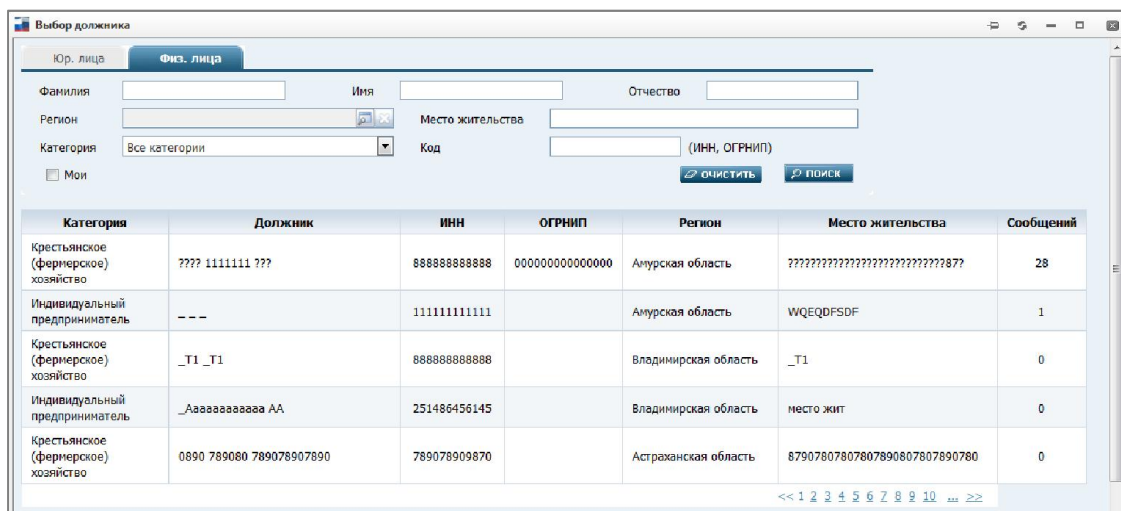 Выбор должника
Юр. лица Физ. лица
Фамилия Имя Отчество
Регион Место жительства
Категория Все категории Код (ИНН, ОГРНИП)
Мои ОЧИСТИТЬ ПОИСК
Категория Должник ИНН ОГРНИП Регион Место жительства Сообщений
Крестьянское
(фермерское)
хозяйство
???? 1111111 ??? 888888888888 000000000000000 Амурская область ????????????????????????????87? 28
Индивидуальный
предприниматель
_ _ _ 111111111111 Амурская область WQEQDFSDF 1
Крестьянское
(фермерское)
хозяйство
_T1 _T1 888888888888 Владимирская область _T1 0
Индивидуальный
предприниматель
_Аааааааааааа АА 251486456145 Владимирская область место жит 0
Крестьянское
(фермерское)
хозяйство
0890 789080 789078907890 789078909870 Астраханская область 87907807807807890807807890780 0
<< 1 2 3 4 5 6 7 8 9 10 ... >>